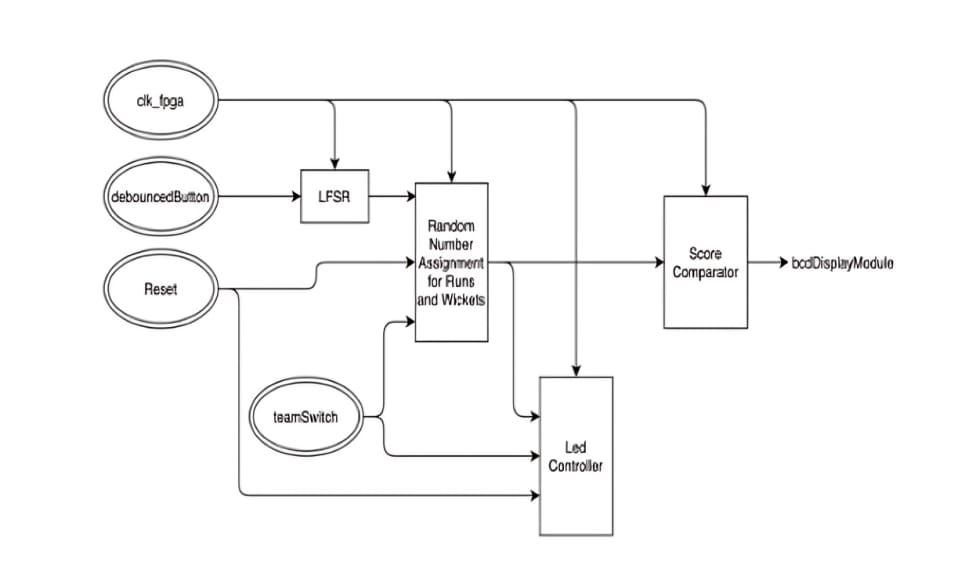 clk_fpga
debouncedButton
LFSR
Random
Number
Assignment
for Runs
and Wickets
Score
Comparator
bcdDisplayModule
Reset
teamSwitch
Led
Controller